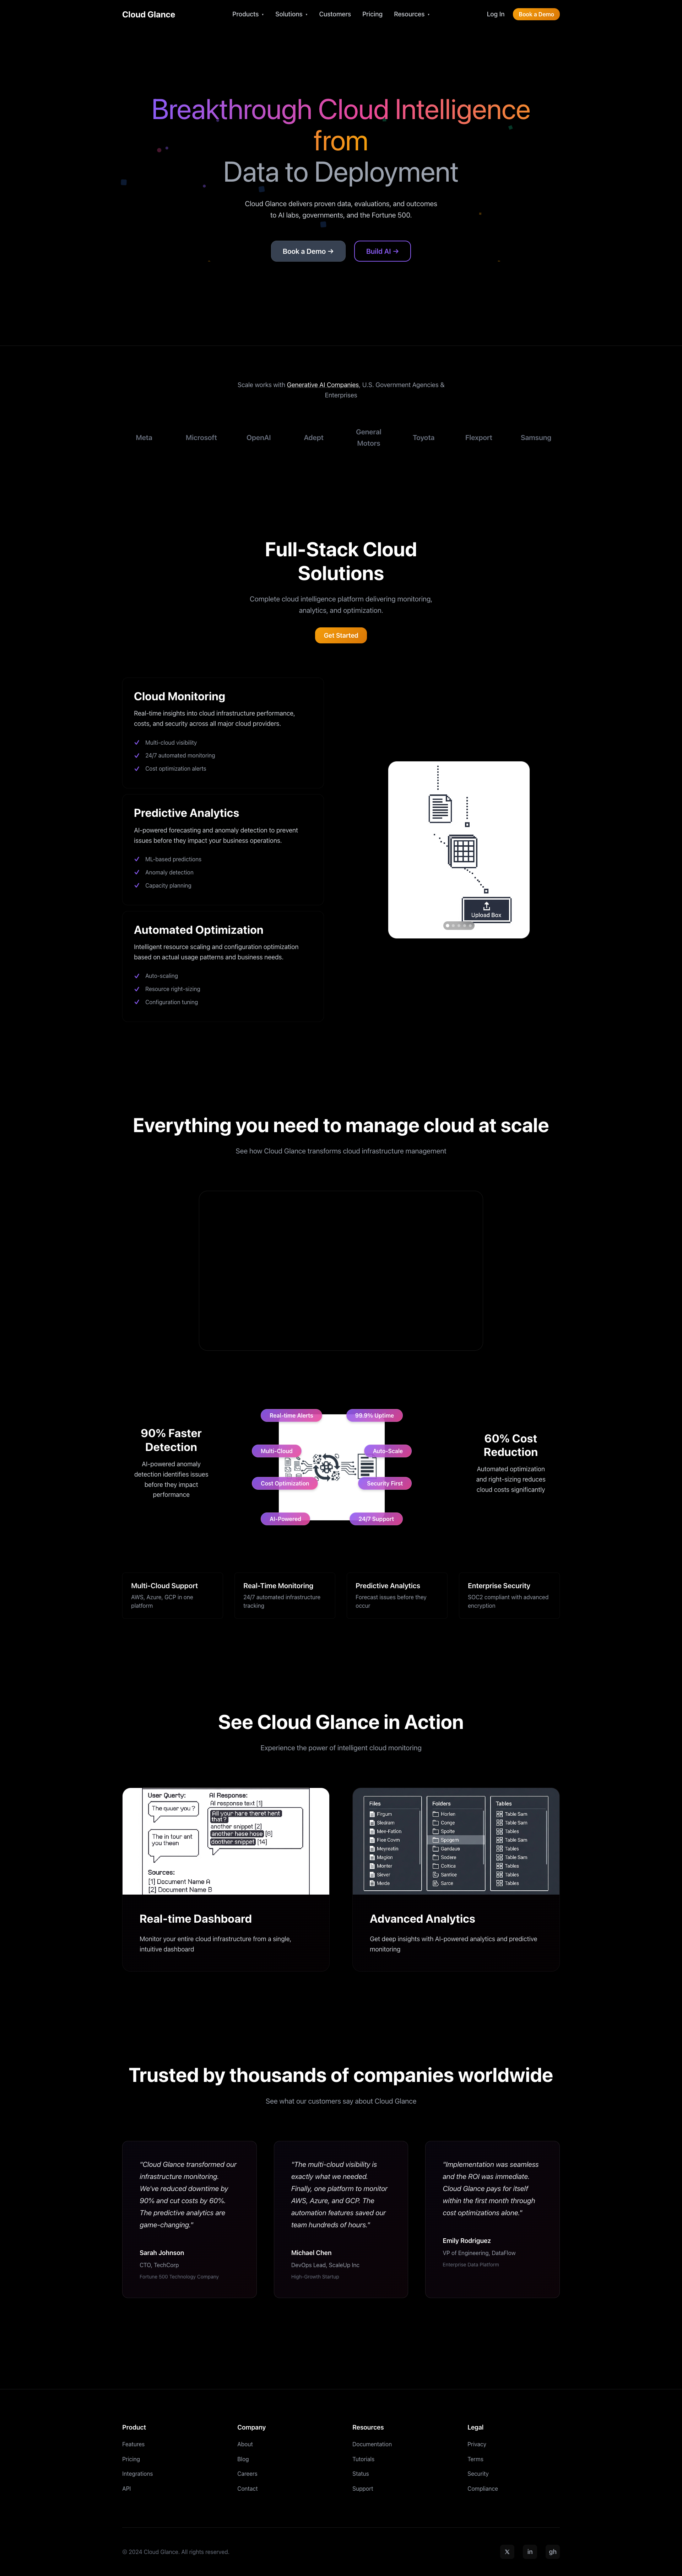 Cloud Glance
Products
Solutions
Customers
Pricing
Resources
Log In
Book a Demo
Breakthrough Cloud Intelligence
from
Data to Deployment
Cloud Glance delivers proven data, evaluations, and outcomes
to AI labs, governments, and the Fortune 500.
Book a Demo →
Build AI →
Scale works with Generative AI Companies, U.S. Government Agencies &
Enterprises
Meta
Microsoft
OpenAI
Adept
General
Motors
Toyota
Flexport
Samsung
Full-Stack Cloud
Solutions
Complete cloud intelligence platform delivering monitoring,
analytics, and optimization.
Get Started
Cloud Monitoring
Real-time insights into cloud infrastructure performance,
costs, and security across all major cloud providers.
Multi-cloud visibility
24/7 automated monitoring
Cost optimization alerts
Predictive Analytics
AI-powered forecasting and anomaly detection to prevent
issues before they impact your business operations.
ML-based predictions
Anomaly detection
Capacity planning
Automated Optimization
Intelligent resource scaling and configuration optimization
based on actual usage patterns and business needs.
Auto-scaling
Resource right-sizing
Configuration tuning
Upload Box
Everything you need to manage cloud at scale
See how Cloud Glance transforms cloud infrastructure management
90% Faster
Detection
AI-powered anomaly
detection identifies issues
before they impact
performance
Real-time Alerts
99.9% Uptime
Multi-Cloud
Auto-Scale
Cost Optimization
Security First
AI-Powered
24/7 Support
60% Cost
Reduction
Automated optimization
and right-sizing reduces
cloud costs significantly
Multi-Cloud Support
AWS, Azure, GCP in one
platform
Real-Time Monitoring
24/7 automated infrastructure
tracking
Predictive Analytics
Forecast issues before they
occur
Enterprise Security
SOC2 compliant with advanced
encryption
See Cloud Glance in Action
Experience the power of intelligent cloud monitoring
User Querty:
The quuer you ?
The in tour snt
you thewn
Sources:
[1] Document Name A
[2] Document Name B
AI Response:
AI response text [1]
All your hare theret hent
that ?
another snippet [2]
another hase hose [6]
doother snippet [14]
Files
Firgum
Sledram
Mee-Fatlos
Fioe Covm
Meyreatin
Magion
Monter
Slever
Merde
Folders
Horlen
Conge
Spolte
Spogem
Gandaue
Sodere
Coltica
Sanrlce
Sarce
Tables
Table Sam
Table Sam
Tables
Table Sam
Tables
Table Sam
Tables
Tables
Tables
Real-time Dashboard
Monitor your entire cloud infrastructure from a single,
intuitive dashboard
Advanced Analytics
Get deep insights with AI-powered analytics and predictive
monitoring
Trusted by thousands of companies worldwide
See what our customers say about Cloud Glance
"Cloud Glance transformed our
infrastructure monitoring.
We've reduced downtime by
90% and cut costs by 60%.
The predictive analytics are
game-changing."
Sarah Johnson
CTO, TechCorp
Fortune 500 Technology Company
"The multi-cloud visibility is
exactly what we needed.
Finally, one platform to monitor
AWS, Azure, and GCP. The
automation features saved our
team hundreds of hours."
Michael Chen
DevOps Lead, ScaleUp Inc
High-Growth Startup
"Implementation was seamless
and the ROI was immediate.
Cloud Glance pays for itself
within the first month through
cost optimizations alone."
Emily Rodriguez
VP of Engineering, DataFlow
Enterprise Data Platform
Product
Features
Pricing
Integrations
API
Company
About
Blog
Careers
Contact
Resources
Documentation
Tutorials
Status
Support
Legal
Privacy
Terms
Security
Compliance
© 2024 Cloud Glance. All rights reserved.
X
in
gh